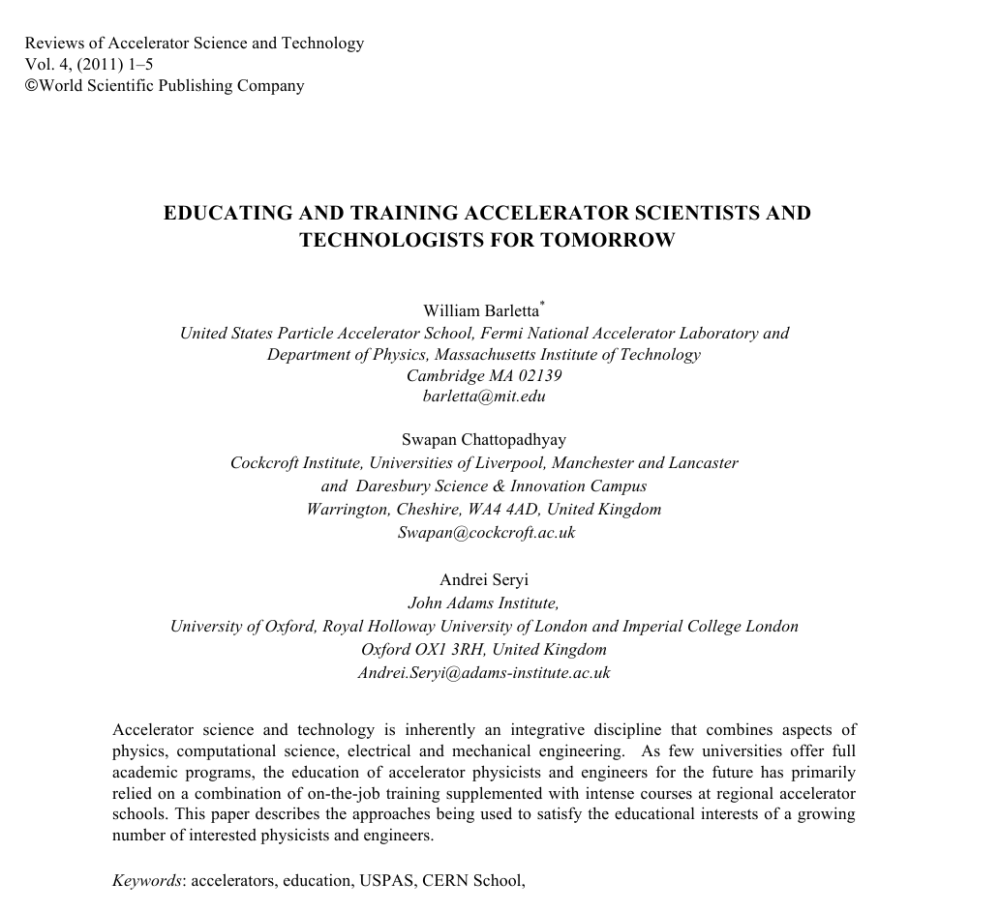 Reviews of Accelerator Science and Technology
Vol. 4, (2011) 1–5
©World Scientific Publishing Company
EDUCATING AND TRAINING ACCELERATOR SCIENTISTS AND
TECHNOLOGISTS FOR TOMORROW
William Barletta*
United States Particle Accelerator School, Fermi National Accelerator Laboratory and
Department of Physics, Massachusetts Institute of Technology
Cambridge MA 02139
barletta@mit.edu
Swapan Chattopadhyay
Cockcroft Institute, Universities of Liverpool, Manchester and Lancaster
and Daresbury Science & Innovation Campus
Warrington, Cheshire, WA4 4AD, United Kingdom
Swapan@cockcroft.ac.uk
Andrei Seryi
John Adams Institute,
University of Oxford, Royal Holloway University of London and Imperial College London
Oxford OX1 3RH, United Kingdom
Andrei.Seryi@adams-institute.ac.uk
Accelerator science and technology is inherently an integrative discipline that combines aspects of
physics, computational science, electrical and mechanical engineering. As few universities offer full
academic programs, the education of accelerator physicists and engineers for the future has primarily
relied on a combination of on-the-job training supplemented with intense courses at regional accelerator
schools. This paper describes the approaches being used to satisfy the educational interests of a growing
number of interested physicists and engineers.
Keywords: accelerators, education, USPAS, CERN School,